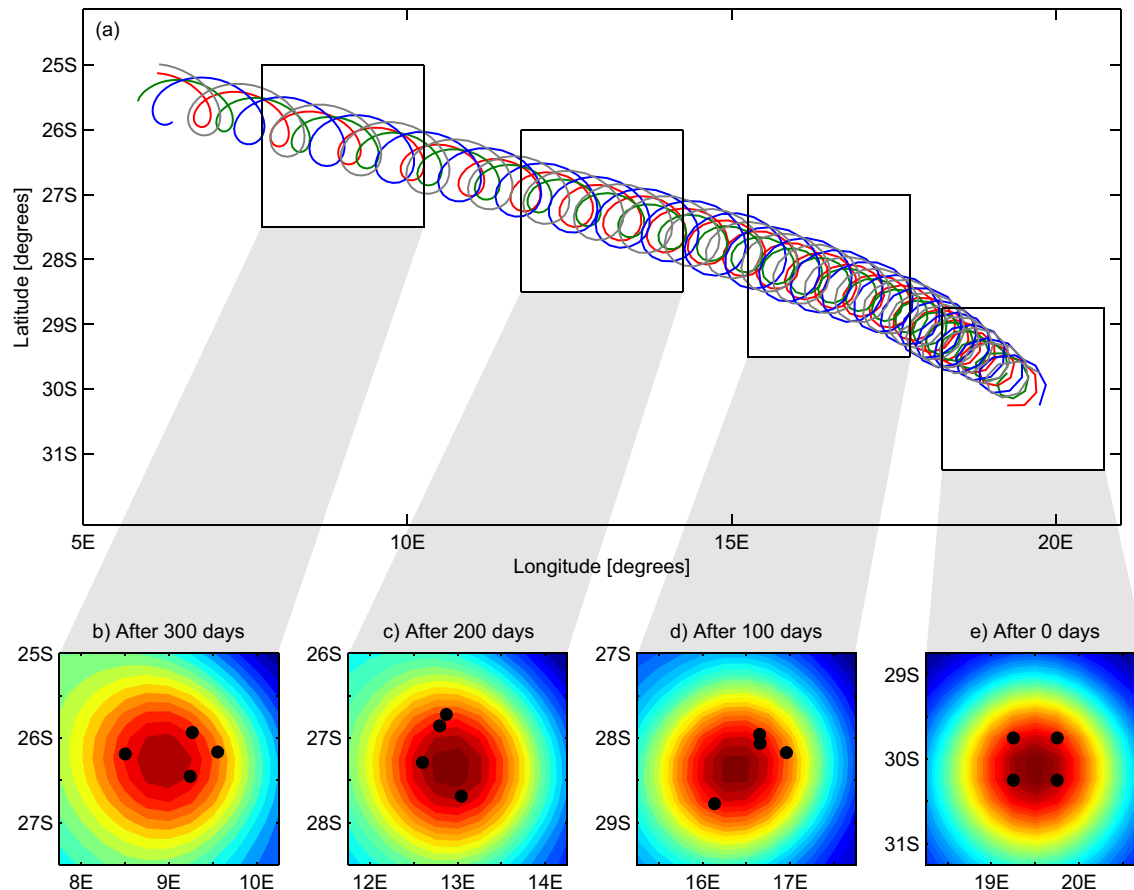 (a)
25S
26S
27S
28S
29S
30S
31S
Latitude [degrees]
5E 10E 15E 20E
Longitude [degrees]
b) After 300 days c) After 200 days d) After 100 days e) After 0 days
25S
26S
27S
8E 9E 10E
26S
27S
28S
12E 13E 14E
27S
28S
29S
16E 17E
29S
30S
31S
19E 20E